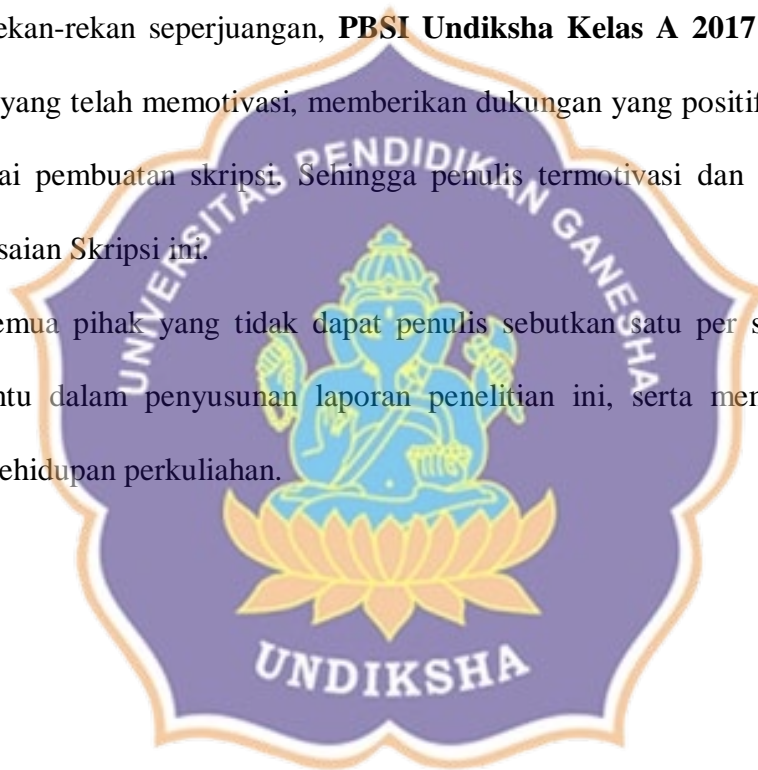 ekan-rekan seperjuangan, PBSI Undiksha Kelas A 2017
yang telah memotivasi, memberikan dukungan yang positif
ai pembuatan skripsi. Sehingga penulis termotivasi dan
saian Skripsi ini.
emua pihak yang tidak dapat penulis sebutkan satu per s
ntu dalam penyusunan laporan penelitian ini, serta mer
ehidupan perkuliahan.
UNIVERSITAS PENDIDIKAN GANESHA
UNDIKSHA